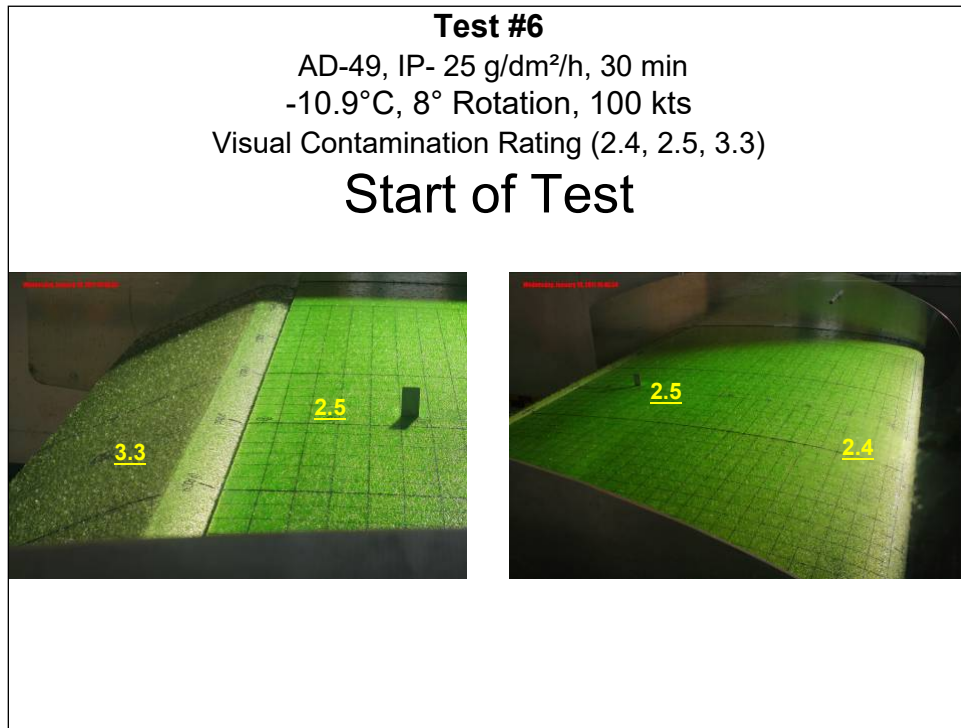 Test #6
AD-49, IP- 25 g/dm²/h, 30 min
-10.9°C, 8° Rotation, 100 kts
Visual Contamination Rating (2.4, 2.5, 3.3)
Start of Test
2.5
3.3
2.5
2.4